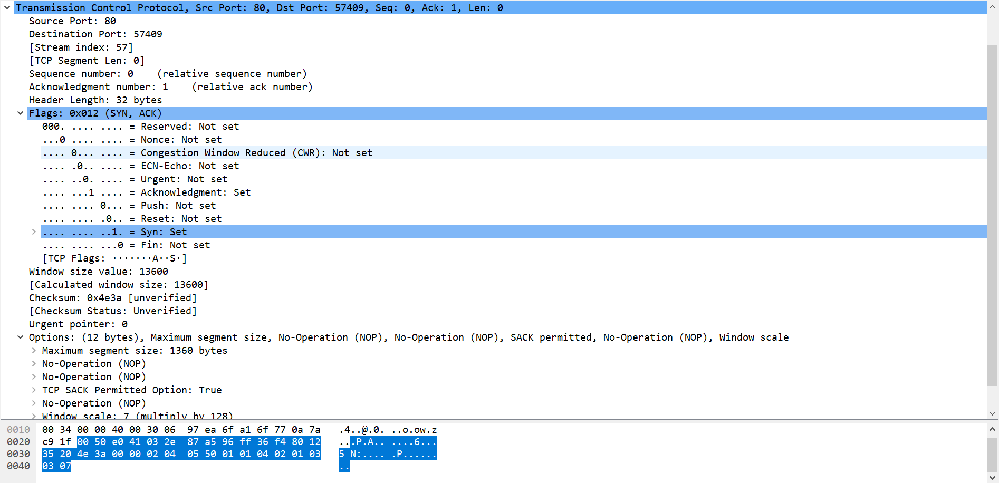 Transmission Control Protocol, Src Port: 80, Dst Port: 57409, Seq: 0, Ack: 1, Len: 0
Source Port: 80
Destination Port: 57409
[Stream index: 57]
[TCP Segment Len: 0]
Sequence number: 0    (relative sequence number)
Acknowledgment number: 1    (relative ack number)
Header Length: 32 bytes
Flags: 0x012 (SYN, ACK)
000. .... .... = Reserved: Not set
...0 .... .... = Nonce: Not set
.... 0... .... = Congestion Window Reduced (CWR): Not set
.... .0.. .... = ECN-Echo: Not set
.... ..0. .... = Urgent: Not set
.... ...1 .... = Acknowledgment: Set
.... .... 0... = Push: Not set
.... .... .0.. = Reset: Not set
.... .... ..1. = Syn: Set
.... .... ...0 = Fin: Not set
[TCP Flags: ·······A··S·]
Window size value: 13600
[Calculated window size: 13600]
Checksum: 0x4e3a [unverified]
[Checksum Status: Unverified]
Urgent pointer: 0
Options: (12 bytes), Maximum segment size, No-Operation (NOP), No-Operation (NOP), SACK permitted, No-Operation (NOP), Window scale
Maximum segment size: 1360 bytes
No-Operation (NOP)
No-Operation (NOP)
TCP SACK Permitted Option: True
No-Operation (NOP)
Window scale: 7 (multiply by 128)
0010 00 34 00 00 40 00 30 06 97 ea 6f a1 6f 77 0a 7a .4..@.0. ..o.ow.z
0020 c9 1f 00 50 e0 41 03 2e 87 a5 96 ff 36 f4 80 12 ...P.A.. ....6...
0030 35 20 4e 3a 00 00 02 04 05 50 01 01 04 02 01 03 5 N:.... .P......
0040 03 07 ..